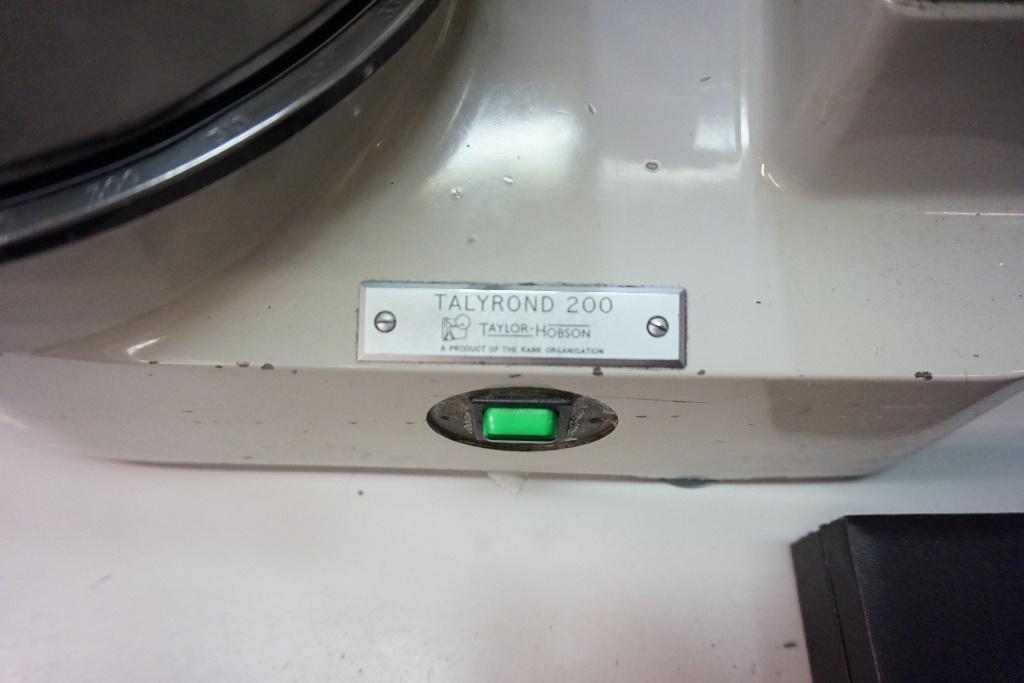 TALYROND 200
TAYLOR-HOBSON
A PRODUCT OF THE RANK ORGANISATION